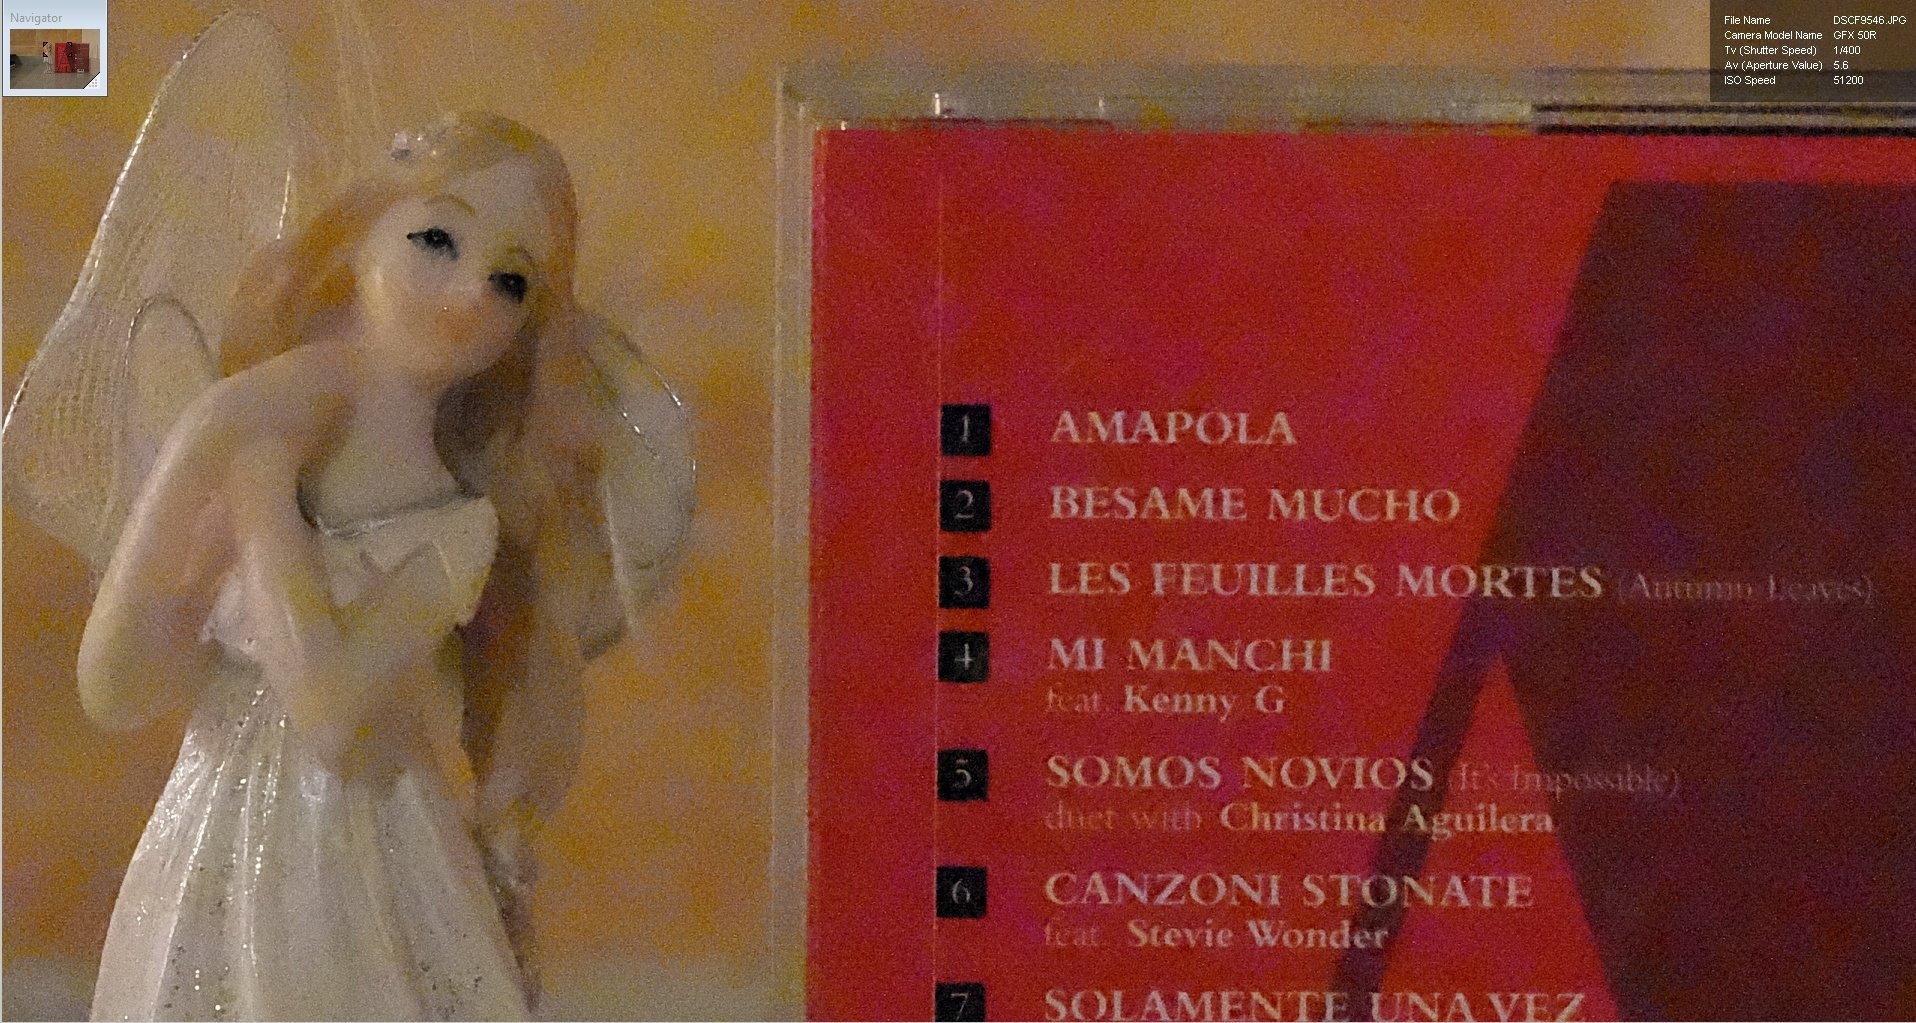 Navigator
File Name DSCF9546.JPG
Camera Model Name GFX 50R
Tv (Shutter Speed) 1/400
Av (Aperture Value) 5.6
ISO Speed 51200
1 AMAPOLA
2 BESAME MUCHO
3 LES FEUILLES MORTES (Autumn Leaves)
4 MI MANCHI
feat. Kenny G
5 SOMOS NOVIOS (It's Impossible)
duet with Christina Aguilera
6 CANZONI STONATE
feat. Stevie Wonder
7 SOLAMENTE UNA VEZ